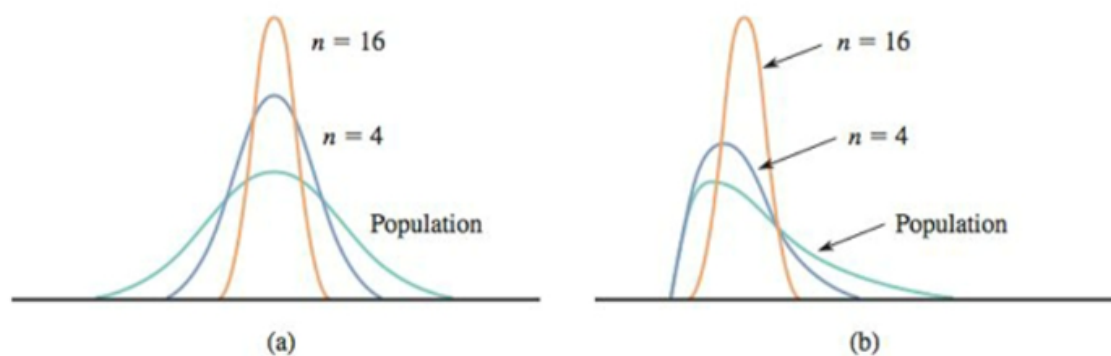 n = 16
n = 4
Population
(a)
n = 16
n = 4
Population
(b)